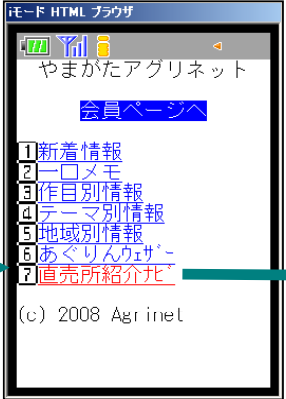 iモード HTML ブラウザ
やまがたアグリネット
会員ページへ
1新着情報
2一口メモ
3作目別情報
4テーマ別情報
5地域別情報
6あぐりんウェザー
7直売所紹介ナビ
(c) 2008 Agrinet